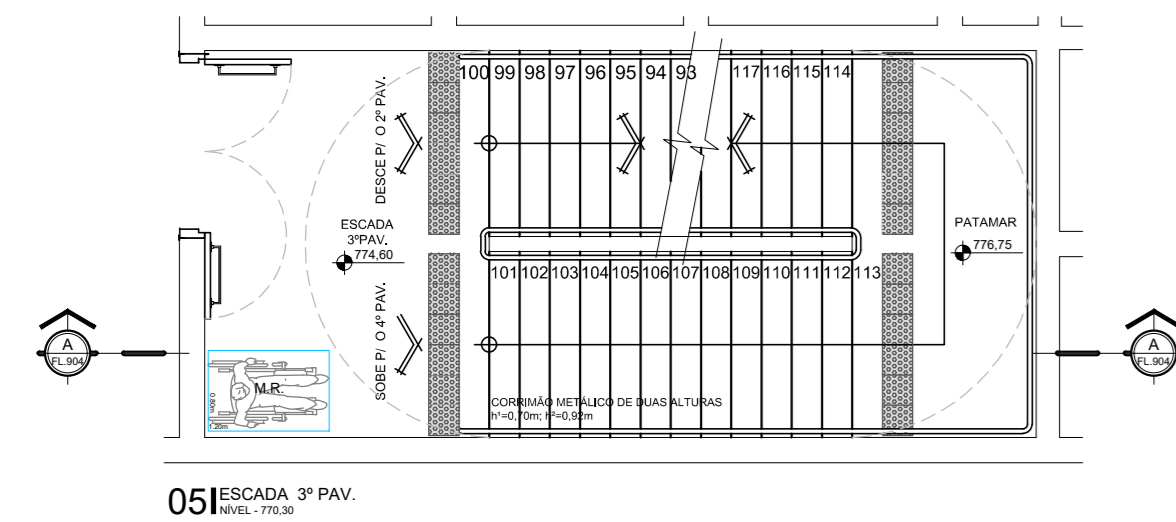 100 99 98 97 96 95 94 93 117 116 115 114
DESCE P/ O 2º PAV.
ESCADA
3ºPAV.
774,60
PATAMAR
776,75
101 102 103 104 105 106 107 108 109 110 111 112 113
SOBE P/ O 4º PAV.
A
FL.904
A
FL.904
M.R.
0.80m
1.20m
CORRIMÃO METÁLICO DE DUAS ALTURAS
h¹=0,70m; h²=0,92m
05 ESCADA 3º PAV.
NÍVEL - 770,30